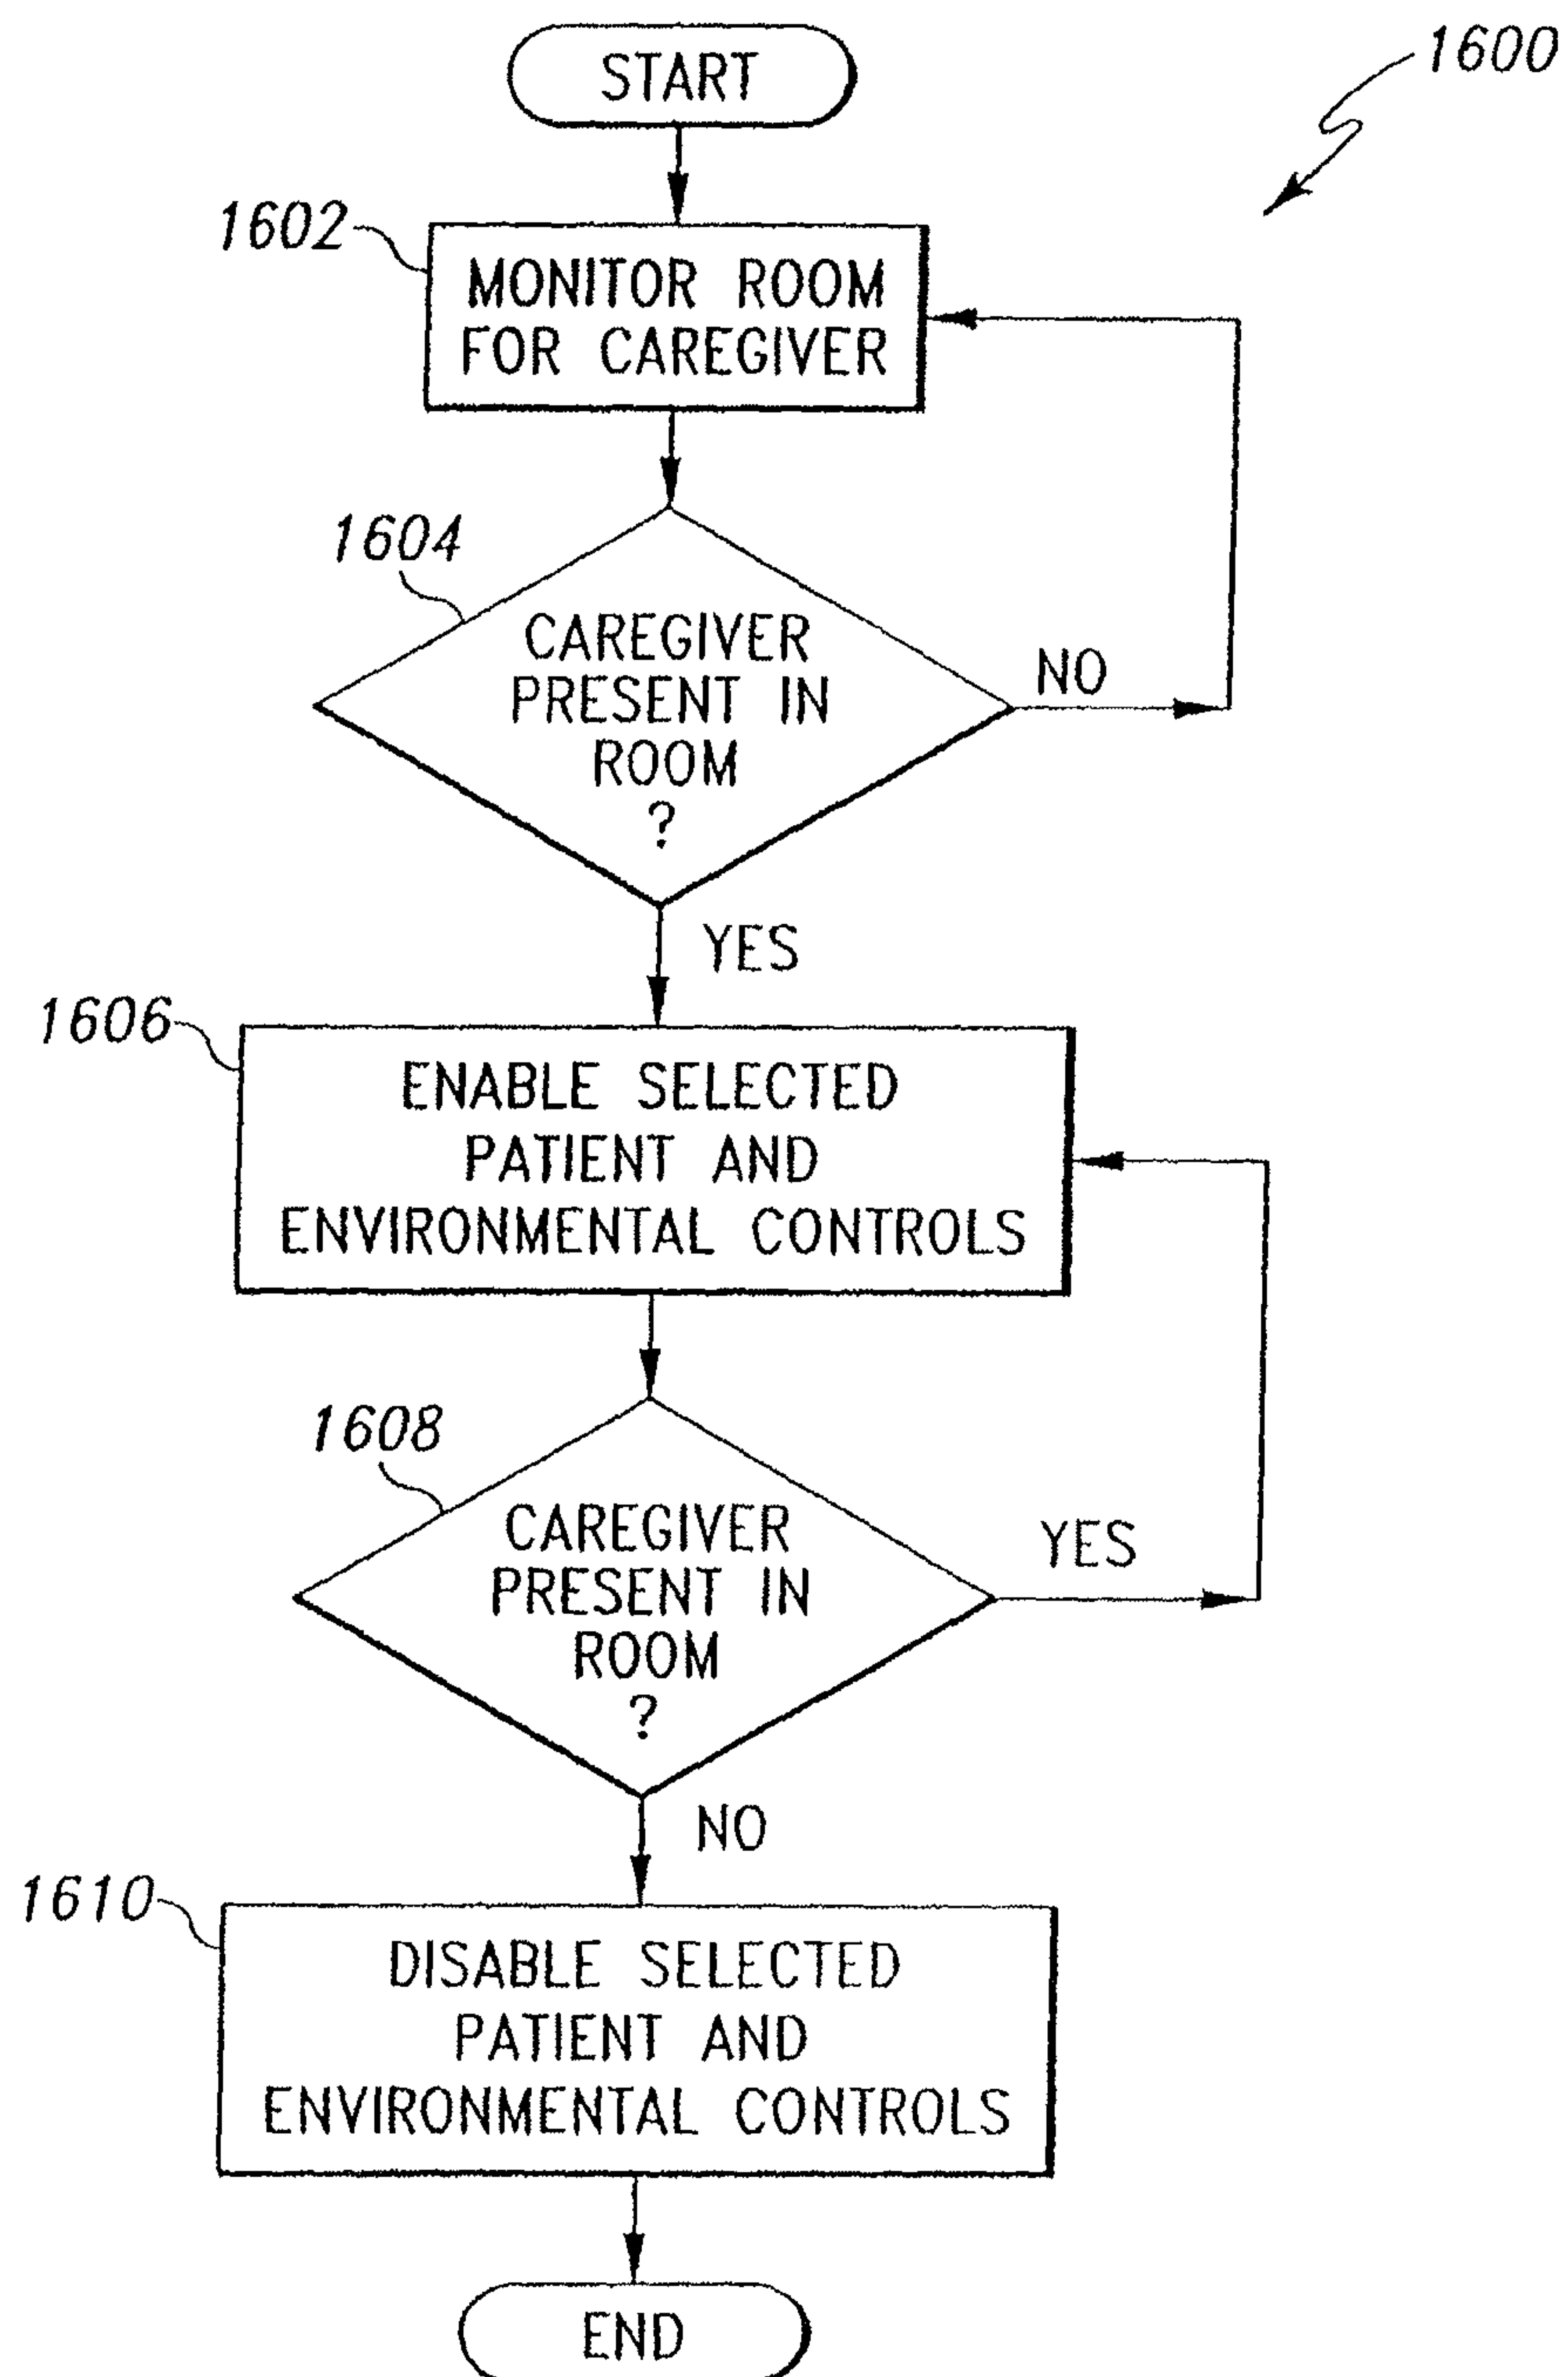 START
1600
1602
MONITOR ROOM
FOR CAREGIVER
1604
CAREGIVER
PRESENT IN
ROOM
?
NO
YES
1606
ENABLE SELECTED
PATIENT AND
ENVIRONMENTAL CONTROLS
1608
CAREGIVER
PRESENT IN
ROOM
?
YES
NO
1610
DISABLE SELECTED
PATIENT AND
ENVIRONMENTAL CONTROLS
END